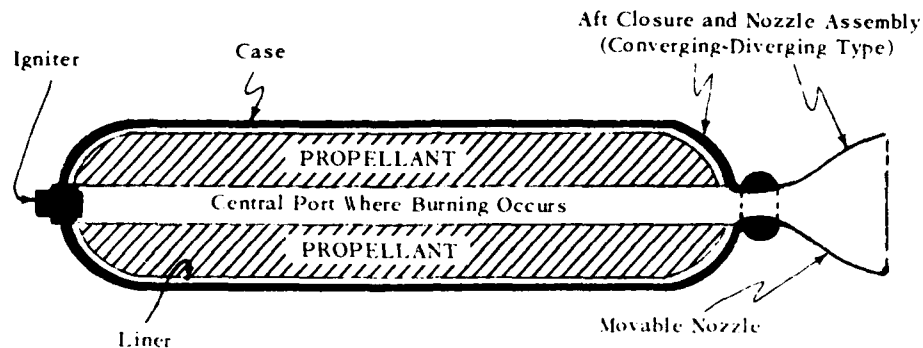 Aft Closure and Nozzle Assembly
(Converging-Diverging Type)
Case
Igniter
PROPELLANT
Central Port Where Burning Occurs
PROPELLANT
Movable Nozzle
Liner